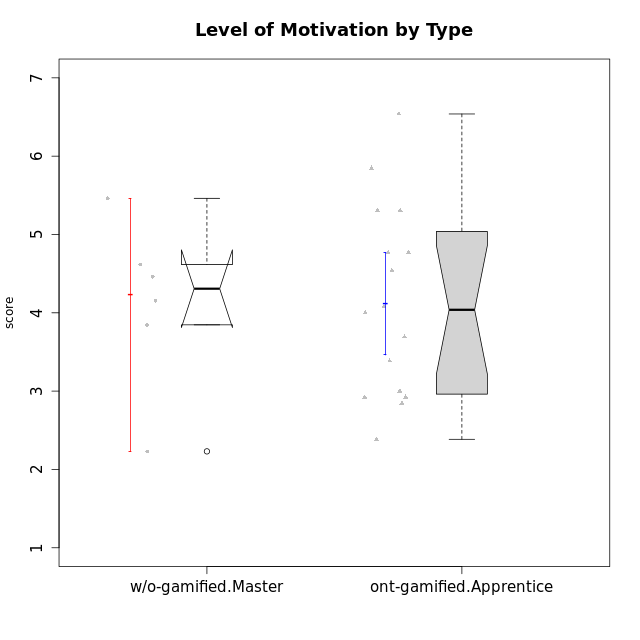 Level of Motivation by Type
score
7
6
5
4
3
2
1
w/o-gamified.Master
ont-gamified.Apprentice